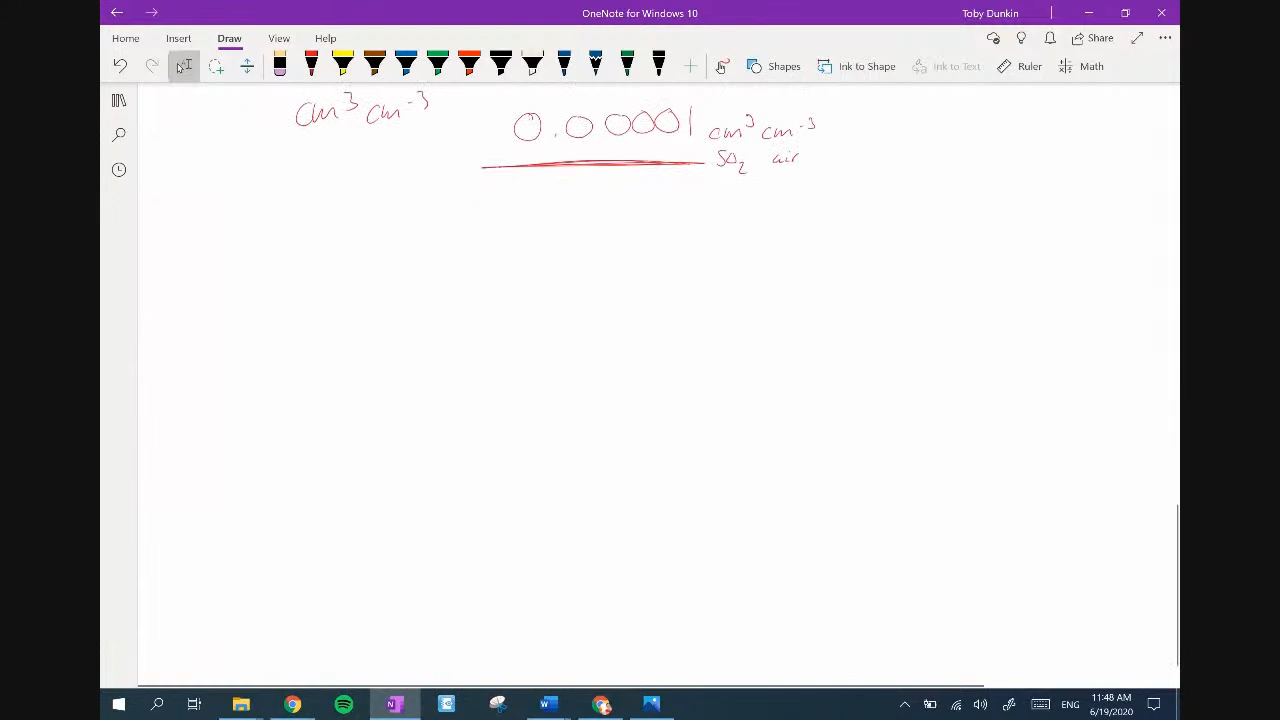 OneNote for Windows 10
Toby Dunkin
Home Insert Draw View Help
Share
Shapes Ink to Shape Ink to Text Ruler Math
cm³ cm⁻³
0.00001 cm³ cm⁻³
SO₂ air
ENG
11:48 AM
6/19/2020